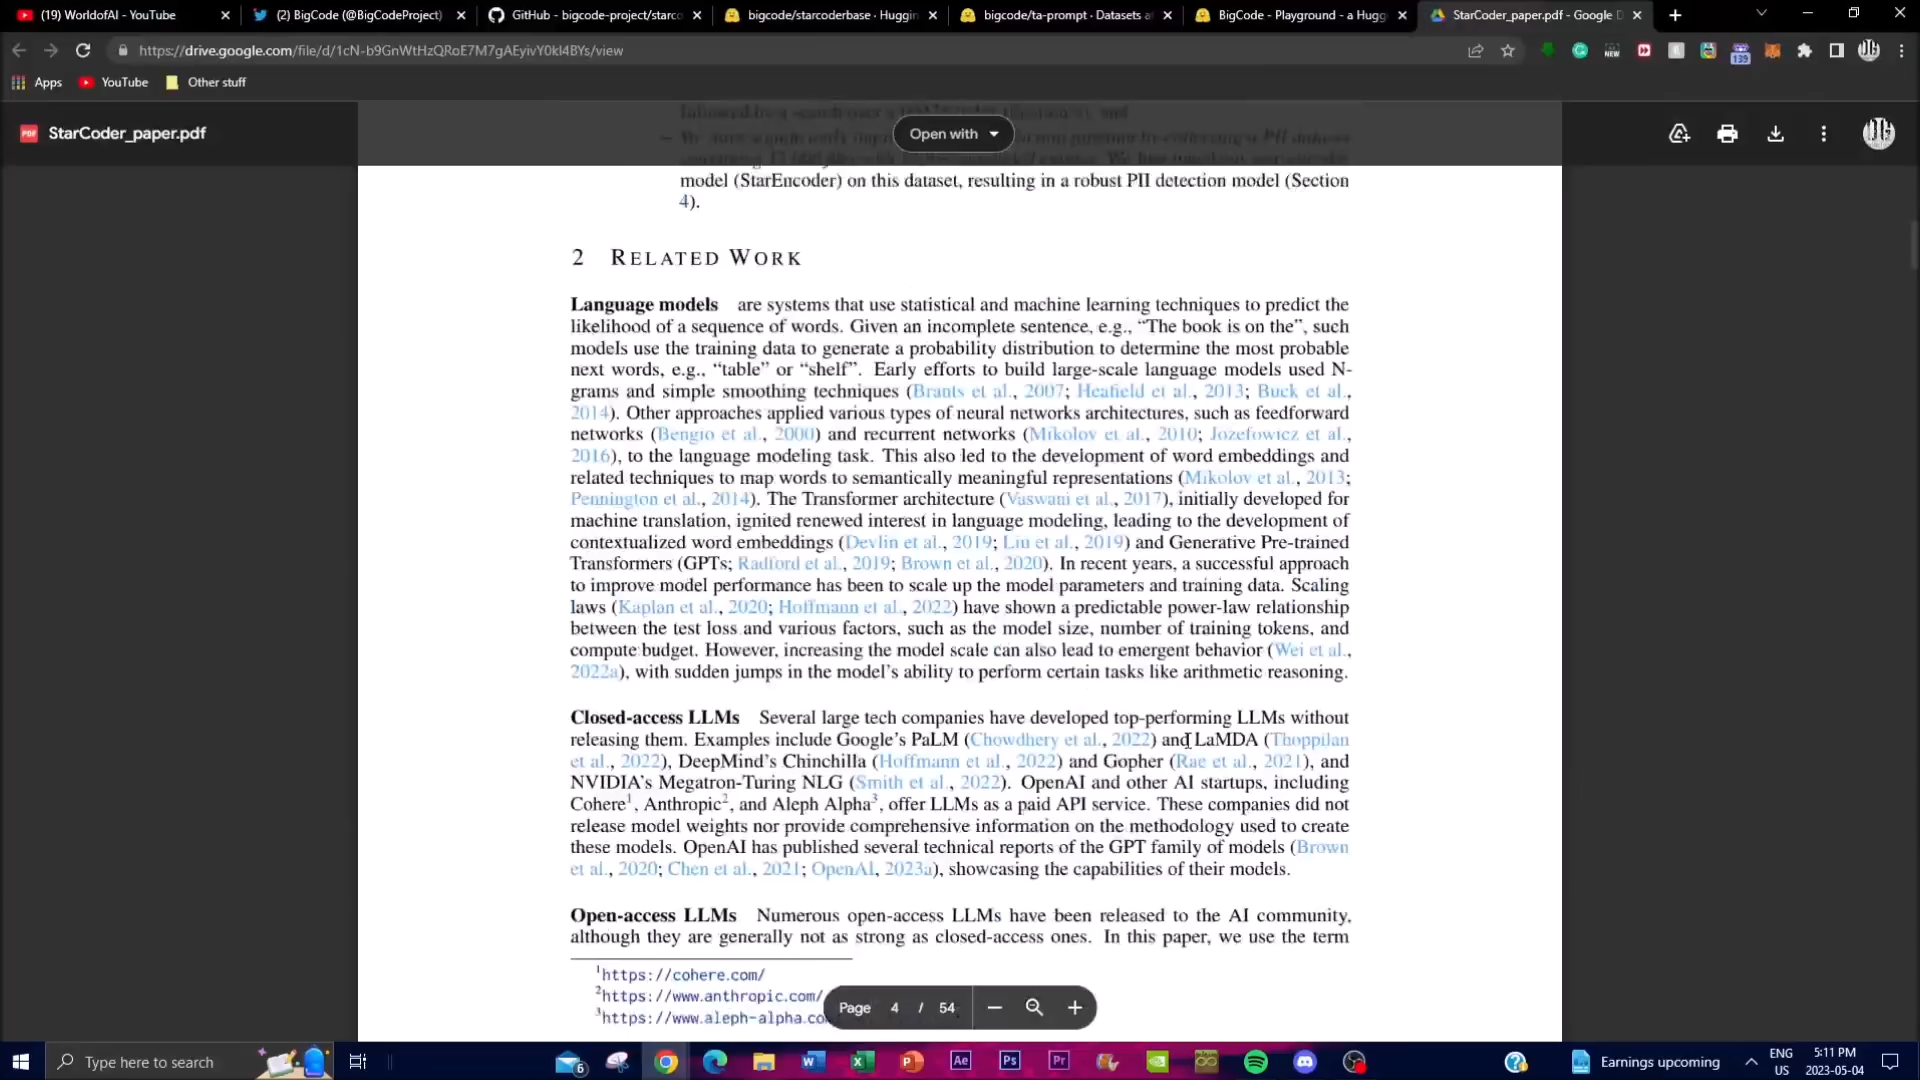 (19) WorldofAI - YouTube
(2) BigCode (@BigCodeProject)
GitHub - bigcode-project/starco
bigcode/starcoderbase · Huggin
bigcode/ta-prompt · Datasets a
BigCode - Playground - a Hugg
StarCoder_paper.pdf - Google D
https://drive.google.com/file/d/1cN-b9GnWtHzQRoE7M7gAEyivY0kl4BYs/view
NEW
139
Apps
YouTube
Other stuff
PDF
StarCoder_paper.pdf
Open with
model (StarEncoder) on this dataset, resulting in a robust PII detection model (Section
4).
2 RELATED WORK
Language models are systems that use statistical and machine learning techniques to predict the
likelihood of a sequence of words. Given an incomplete sentence, e.g., “The book is on the”, such
models use the training data to generate a probability distribution to determine the most probable
next words, e.g., “table” or “shelf”. Early efforts to build large-scale language models used N-
grams and simple smoothing techniques (Brants et al., 2007; Heafield et al., 2013; Buck et al.,
2014). Other approaches applied various types of neural networks architectures, such as feedforward
networks (Bengio et al., 2000) and recurrent networks (Mikolov et al., 2010; Jozefowicz et al.,
2016), to the language modeling task. This also led to the development of word embeddings and
related techniques to map words to semantically meaningful representations (Mikolov et al., 2013;
Pennington et al., 2014). The Transformer architecture (Vaswani et al., 2017), initially developed for
machine translation, ignited renewed interest in language modeling, leading to the development of
contextualized word embeddings (Devlin et al., 2019; Liu et al., 2019) and Generative Pre-trained
Transformers (GPTs; Radford et al., 2019; Brown et al., 2020). In recent years, a successful approach
to improve model performance has been to scale up the model parameters and training data. Scaling
laws (Kaplan et al., 2020; Hoffmann et al., 2022) have shown a predictable power-law relationship
between the test loss and various factors, such as the model size, number of training tokens, and
compute budget. However, increasing the model scale can also lead to emergent behavior (Wei et al.,
2022a), with sudden jumps in the model’s ability to perform certain tasks like arithmetic reasoning.
Closed-access LLMs Several large tech companies have developed top-performing LLMs without
releasing them. Examples include Google’s PaLM (Chowdhery et al., 2022) and LaMDA (Thoppilan
et al., 2022), DeepMind’s Chinchilla (Hoffmann et al., 2022) and Gopher (Rae et al., 2021), and
NVIDIA’s Megatron-Turing NLG (Smith et al., 2022). OpenAI and other AI startups, including
Cohere1, Anthropic2, and Aleph Alpha3, offer LLMs as a paid API service. These companies did not
release model weights nor provide comprehensive information on the methodology used to create
these models. OpenAI has published several technical reports of the GPT family of models (Brown
et al., 2020; Chen et al., 2021; OpenAI, 2023a), showcasing the capabilities of their models.
Open-access LLMs Numerous open-access LLMs have been released to the AI community,
although they are generally not as strong as closed-access ones. In this paper, we use the term
1https://cohere.com/
2https://www.anthropic.com/
3https://www.aleph-alpha.co
Page 4 / 54
Type here to search
6
Ae
Ps
Pr
Earnings upcoming
ENG
US
5:11 PM
2023-05-04